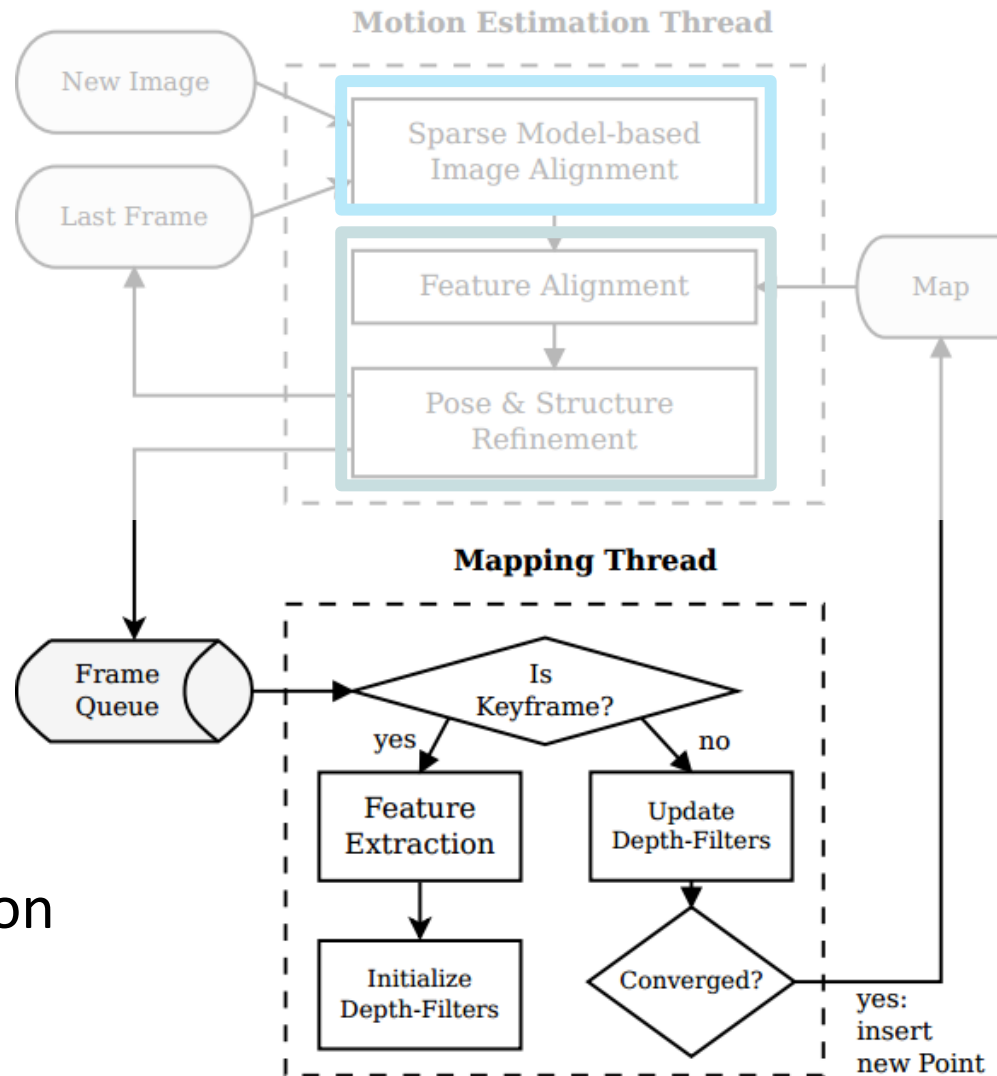 Motion Estimation Thread
New Image
Sparse Model-based
Image Alignment
Last Frame
Feature Alignment
Map
Pose & Structure
Refinement
Mapping Thread
Frame
Queue
Is
Keyframe?
yes
no
Feature
Extraction
Update
Depth-Filters
on
Initialize
Depth-Filters
Converged?
yes:
insert
new Point